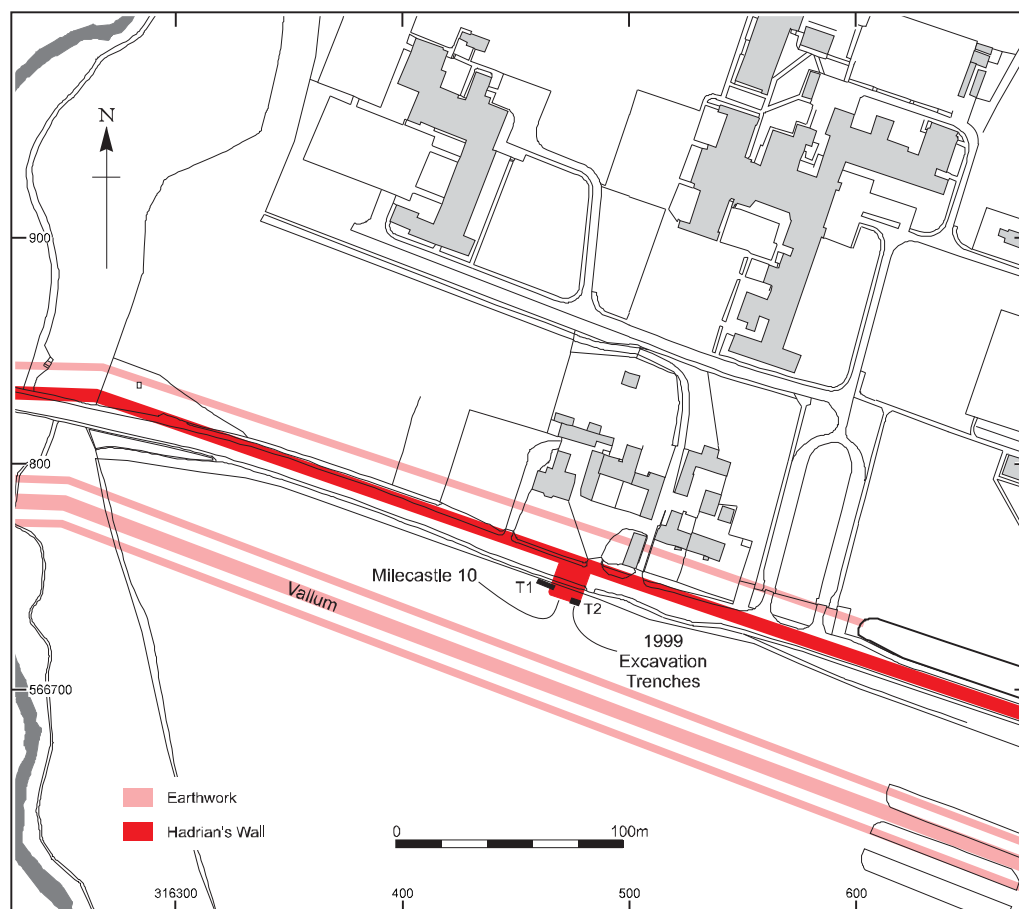 N
900
800
Milecastle 10
T1
T2
Vallum
1999
Excavation
Trenches
566700
Earthwork
Hadrian's Wall
0
100m
316300
400
500
600